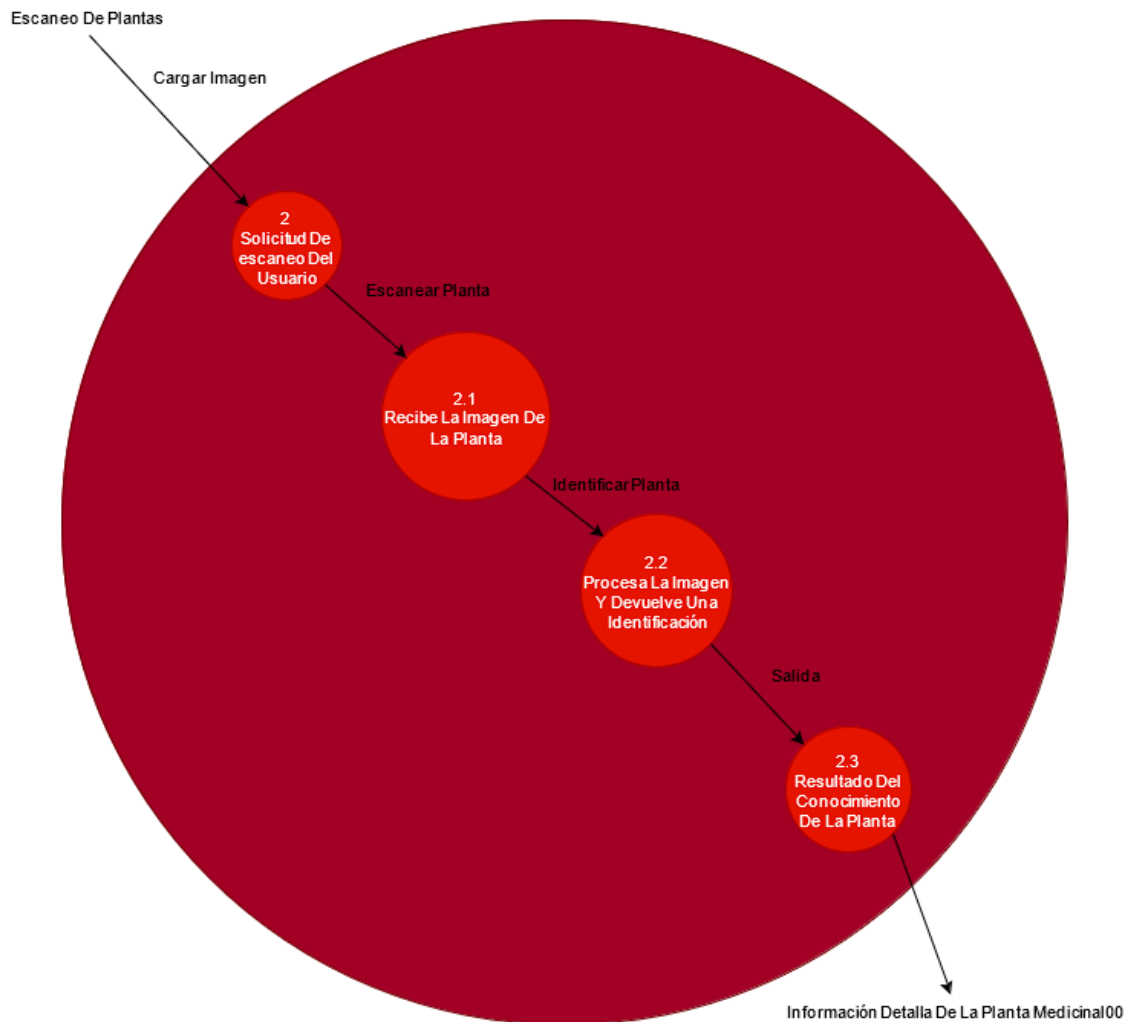 Escaneo De Plantas
Cargar Imagen
2
Solicitud De
escaneo Del
Usuario
Escanear Planta
2.1
Recibe La Imagen De
La Planta
Identificar Planta
2.2
Procesa La Imagen
Y Devuelve Una
Identificación
Salida
2.3
Resultado Del
Conocimiento
De La Planta
Información Detalla De La Planta Medicinal00